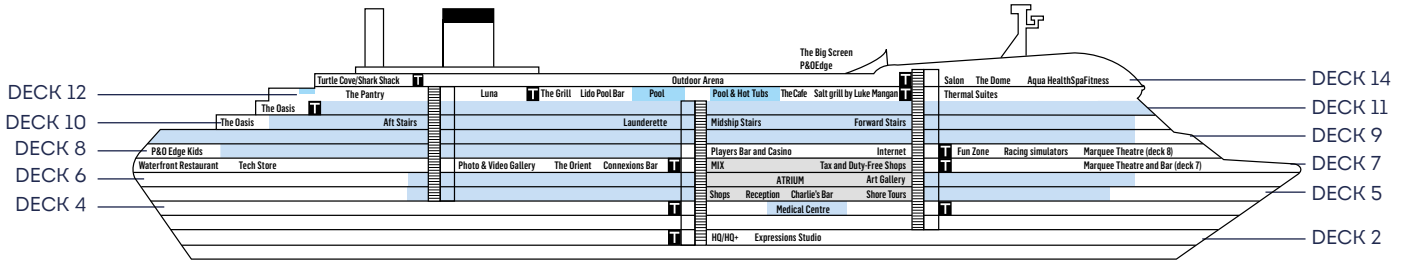 The Big Screen
P&OEdge
Turtle Cove/Shark Shack T Outdoor Arena T Salon The Dome Aqua HealthSpaFitness DECK 14
DECK 12 The Pantry Luna T The Grill Lido Pool Bar Pool Pool & Hot Tubs TheCafe Salt grill by Luke Mangan T Thermal Suites
The Oasis T DECK 11
DECK 10 The Oasis Aft Stairs Launderette Midship Stairs Forward Stairs
DECK 9
DECK 8 P&O Edge Kids Players Bar and Casino Internet T Fun Zone Racing simulators Marquee Theatre (deck 8)
Waterfront Restaurant Tech Store Photo & Video Gallery The Orient Connexions Bar T MIX Tax and Duty-Free Shops T Marquee Theatre and Bar (deck 7) DECK 7
DECK 6 ATRIUM Art Gallery
Shops Reception Charlie's Bar Shore Tours DECK 5
DECK 4 T Medical Centre T
T HQ/HQ+ Expressions Studio DECK 2